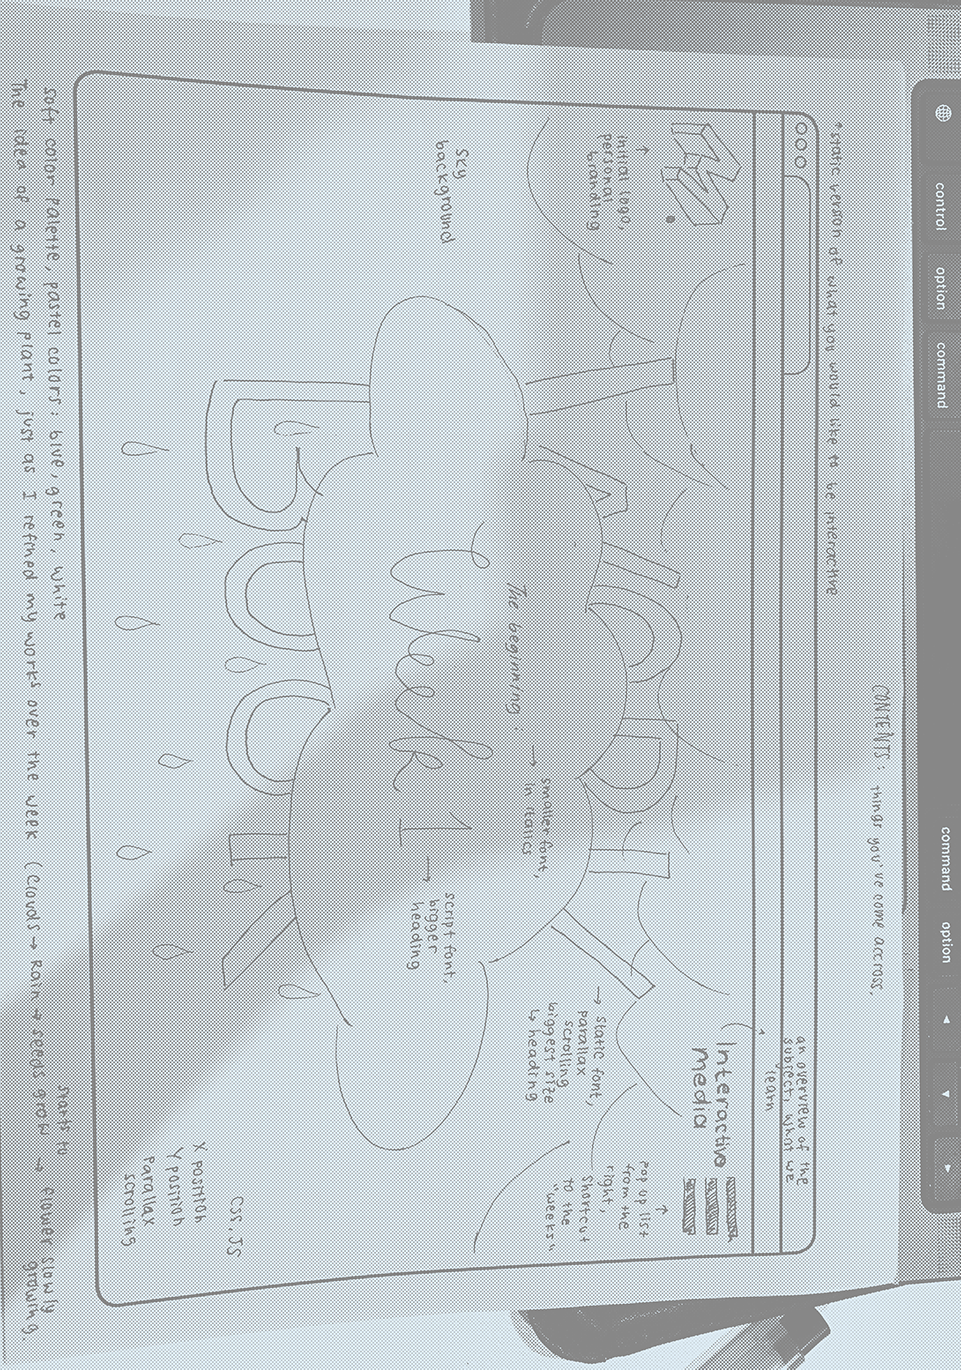 CONTENTS: things you've come across.
*static version of what you would like to be interactive
an overview of the
subject, what we
learn
Interactive
media
↑
initial logo,
personal
branding
↑
pop up list
from the
right,
shortcut
to the
"weeks"
→ static font,
parallax
scrolling
biggest size
↳ heading
sky
background
The beginning:
→ smaller font,
in italics
Week 1
→ script font,
bigger
heading
CSS, JS
X position
Y position
parallax
scrolling
soft color palette, pastel colors: blue, green, white
The idea of a growing plant, just as I refined my works over the week (clouds → Rain → seeds grow → flower slowly growing.
starts to
control
option
command
command
option